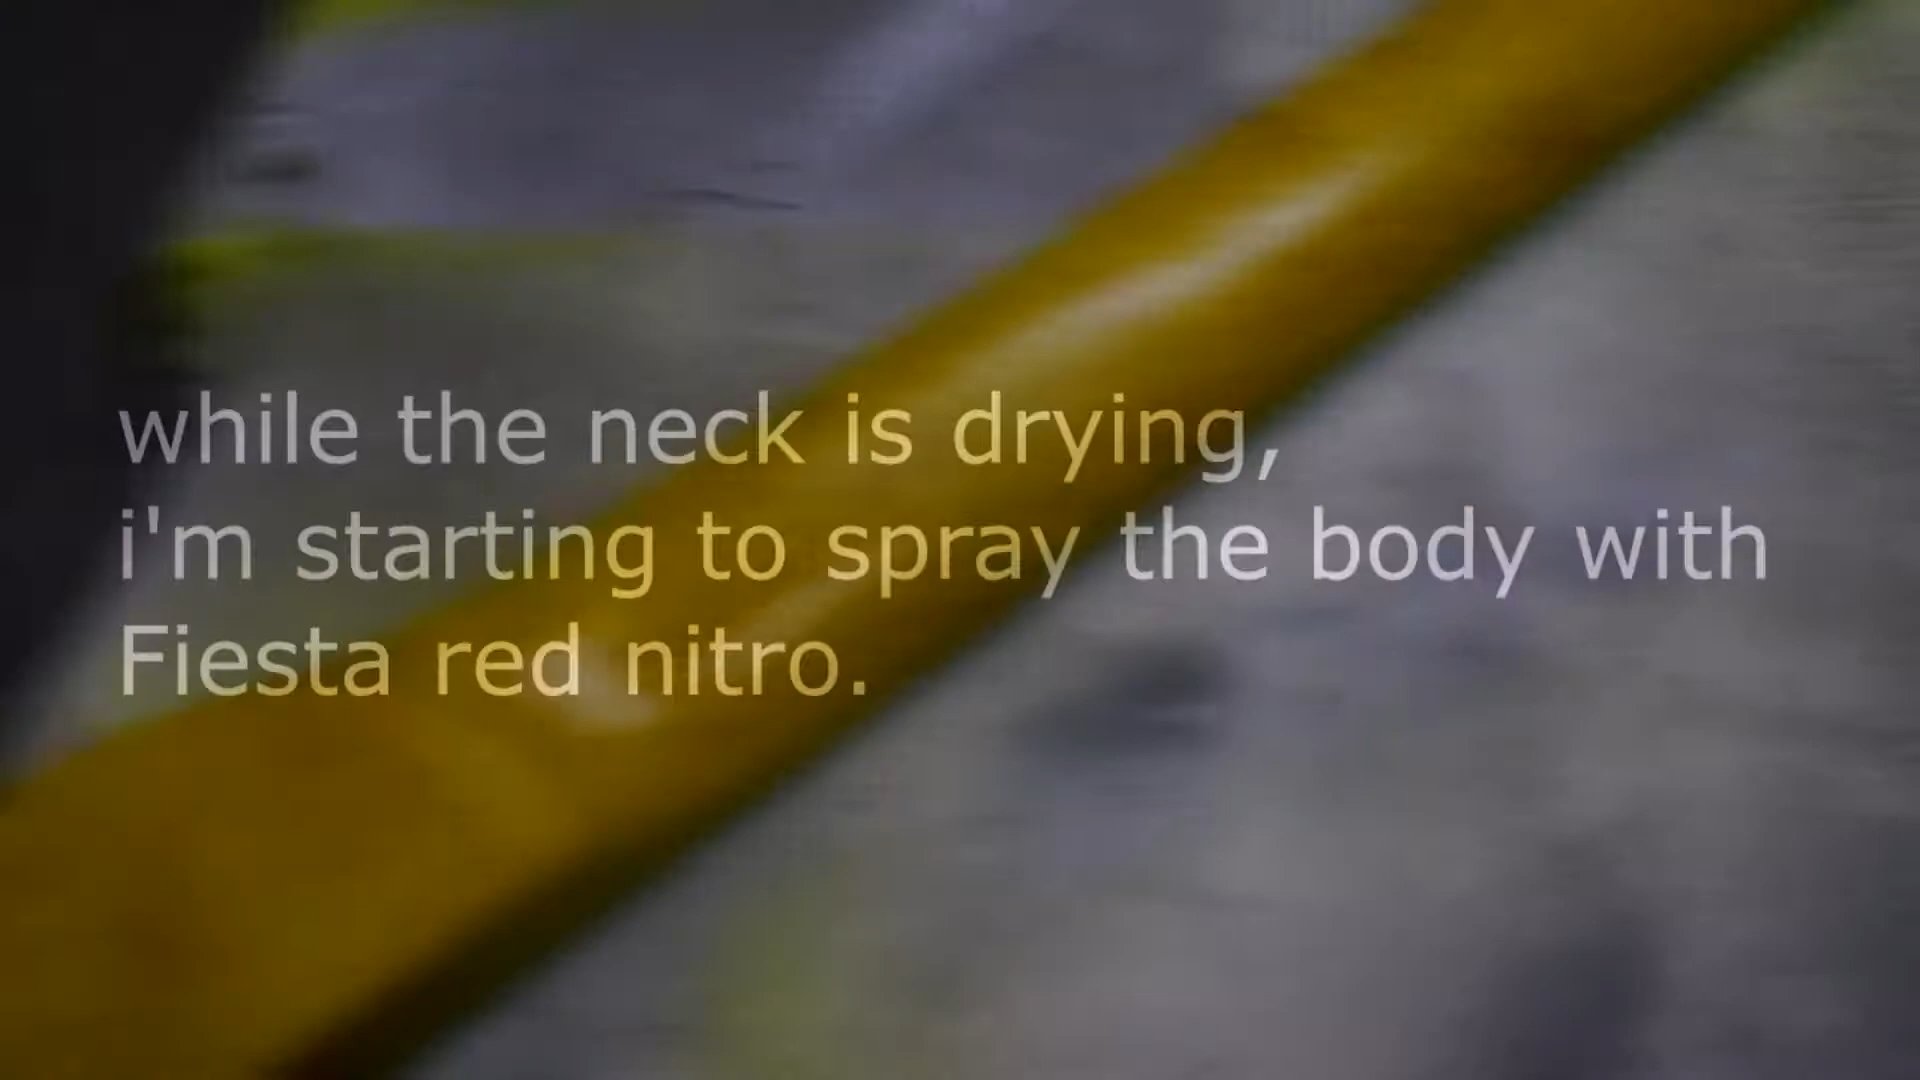 while the neck is drying,
i'm starting to spray the body with
Fiesta red nitro.